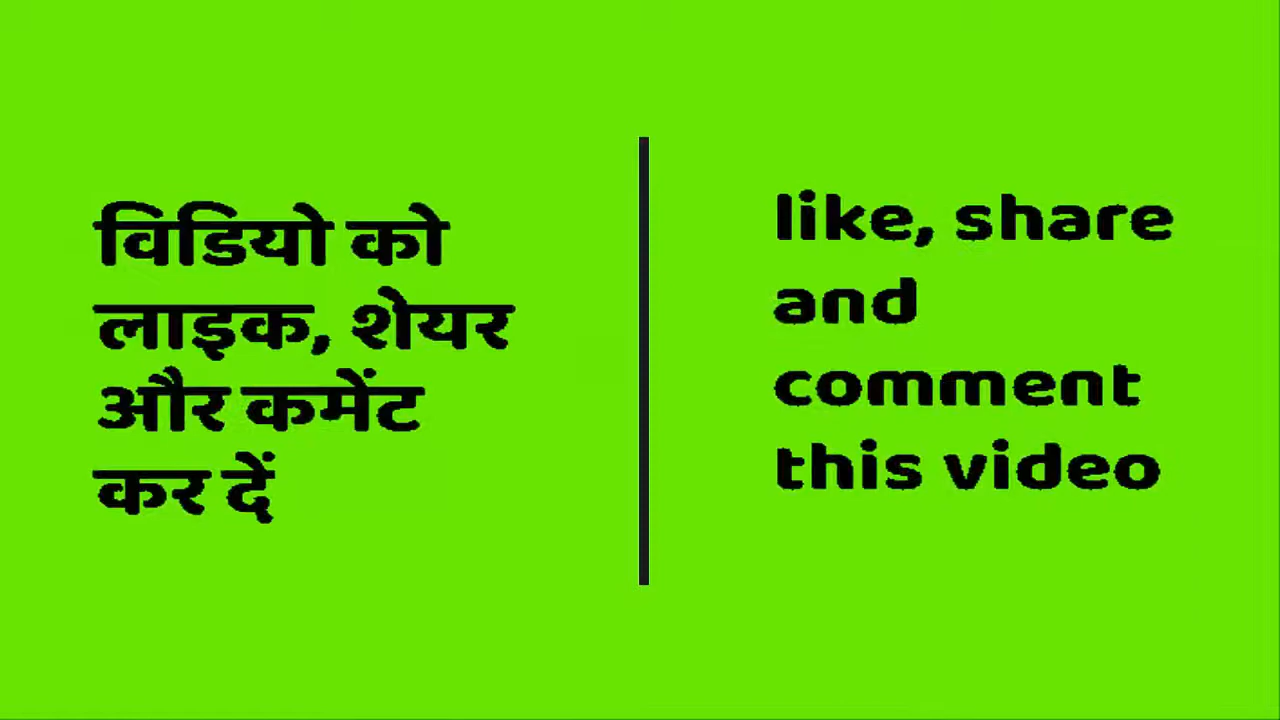 विडियो को
लाइक, शेयर
और कमेंट
कर दें
like, share
and
comment
this video